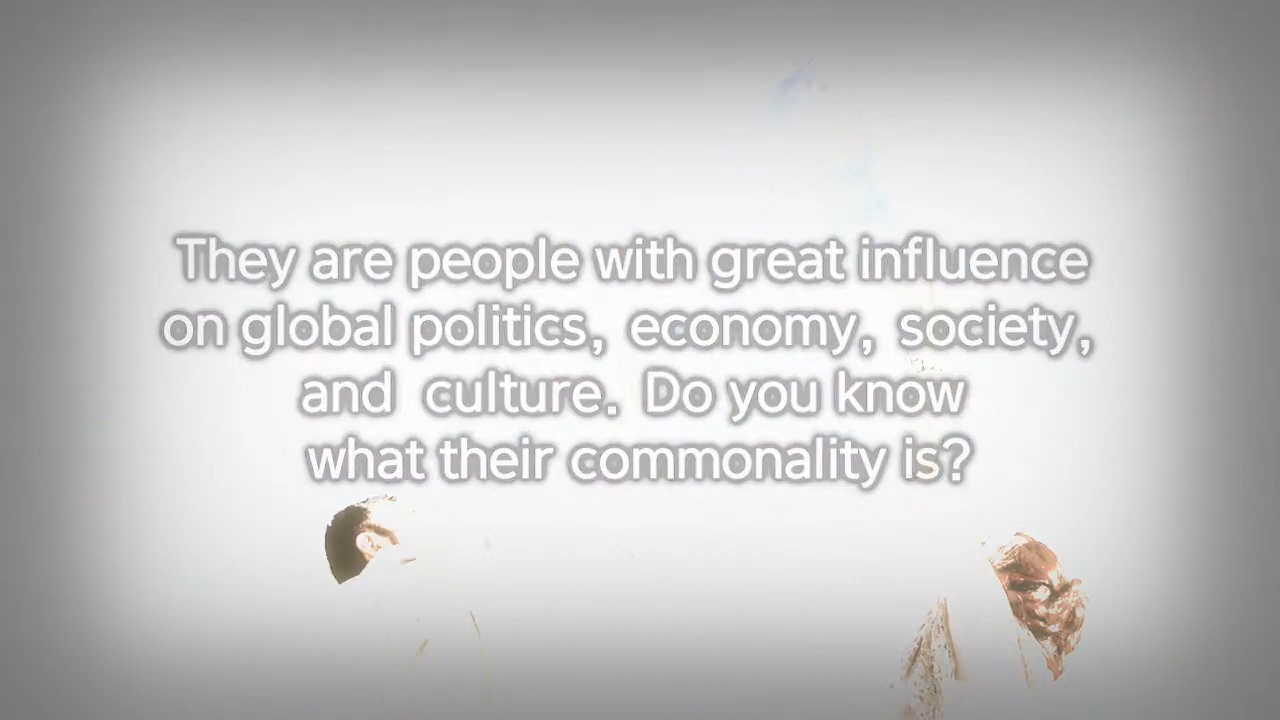 They are people with great influence
on global politics, economy, society,
and culture. Do you know
what their commonality is?